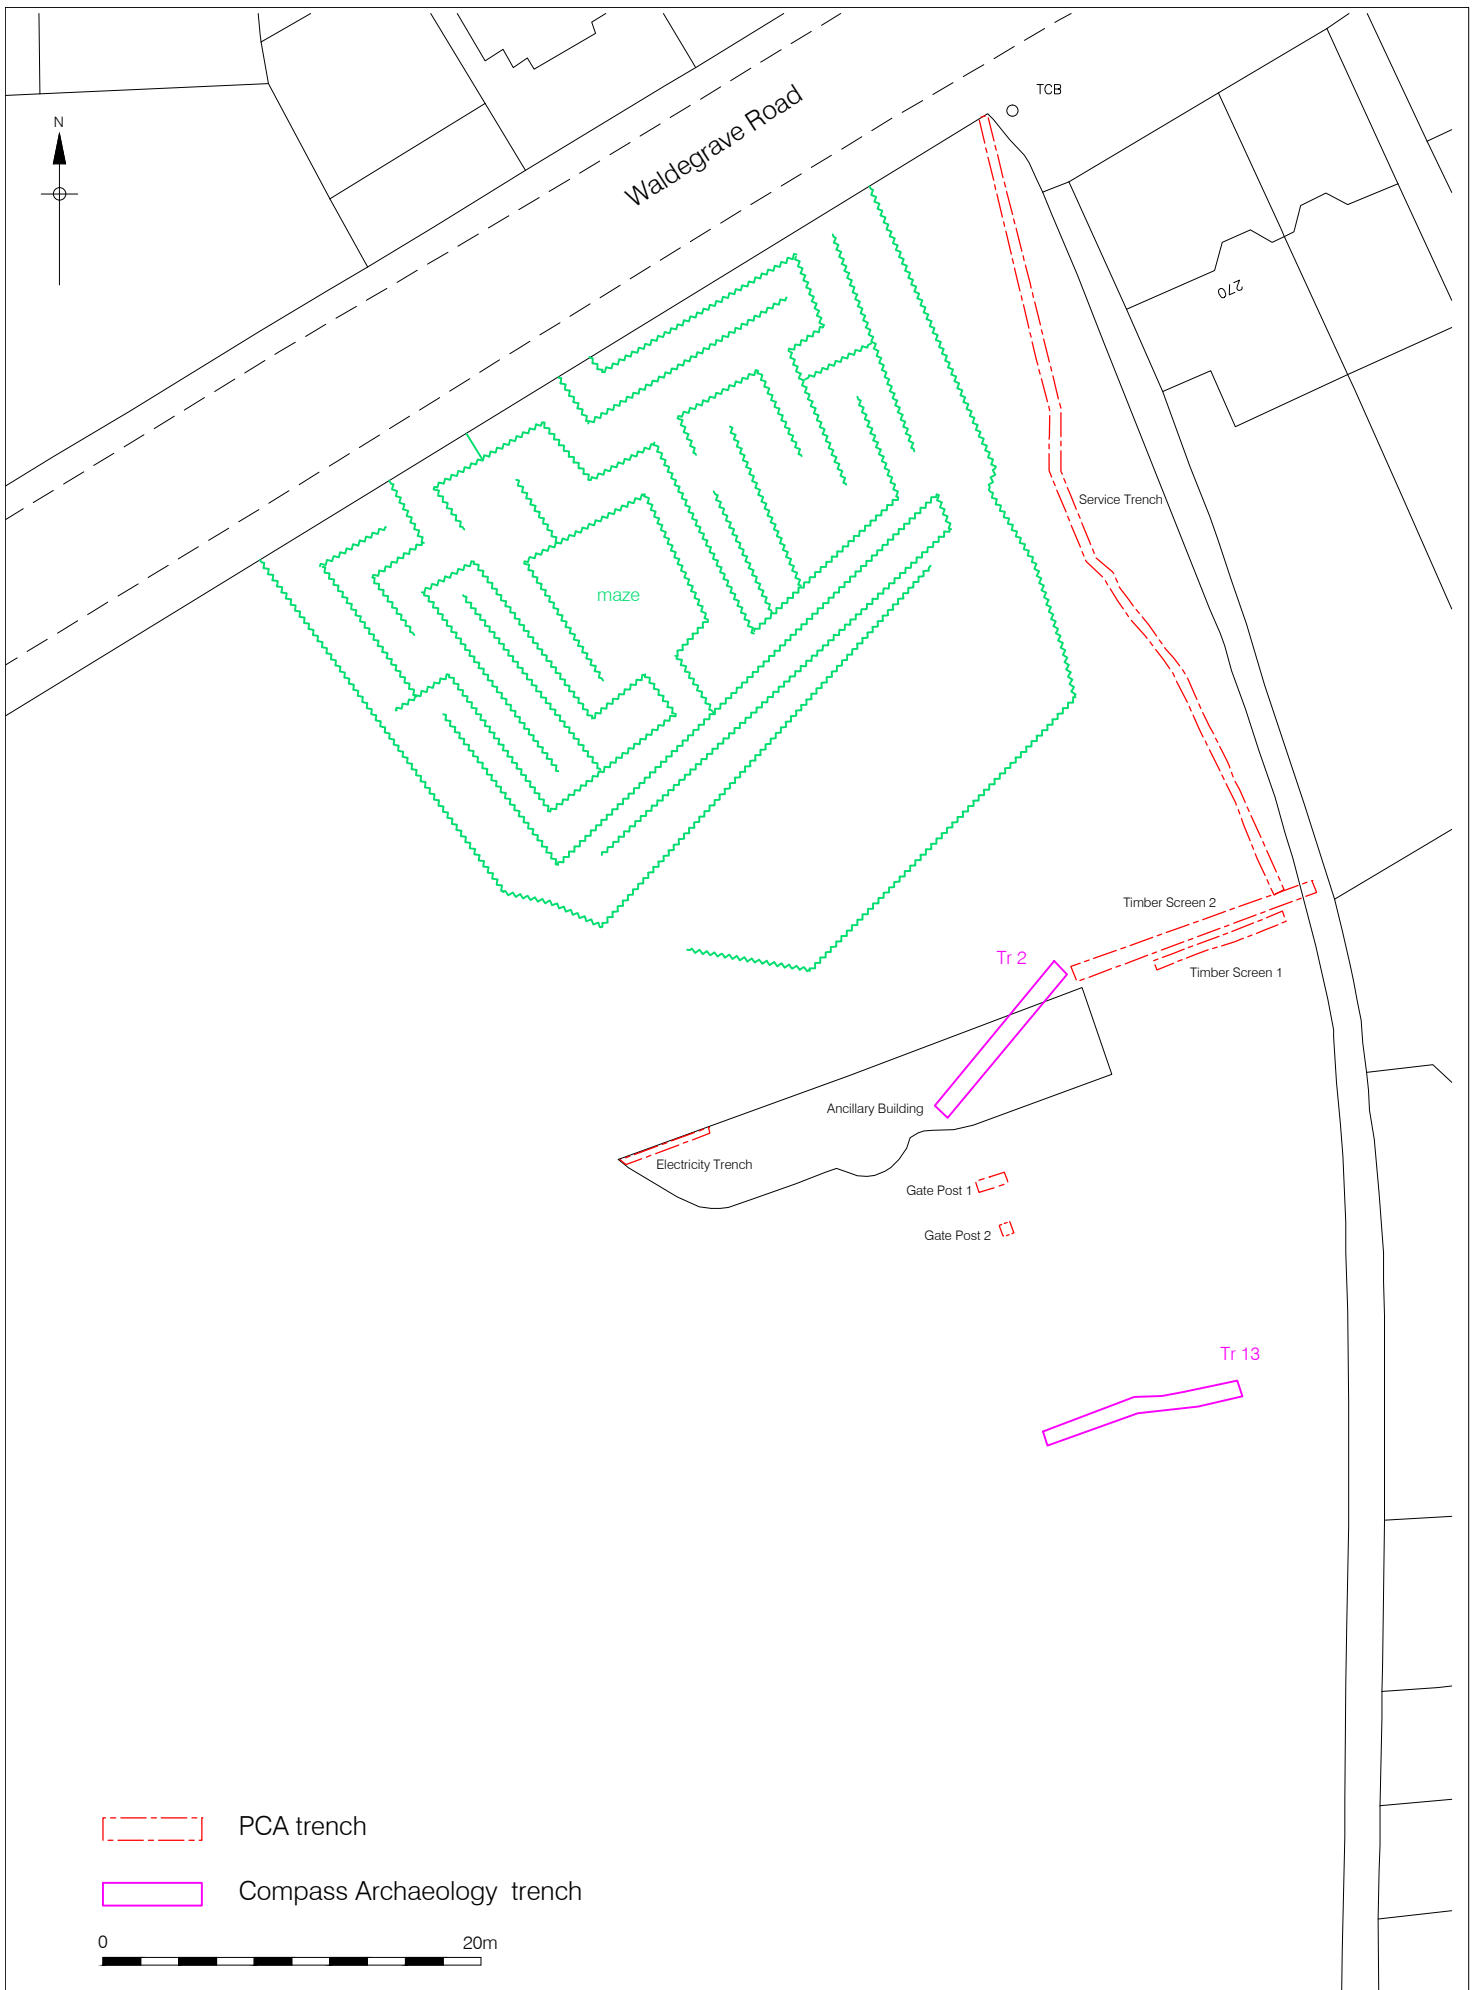 TCB
N
Waldegrave Road
270
Service Trench
maze
Timber Screen 2
Tr 2
Timber Screen 1
Ancillary Building
Electricity Trench
Gate Post 1
Gate Post 2
Tr 13
PCA trench
Compass Archaeology trench
0 20m